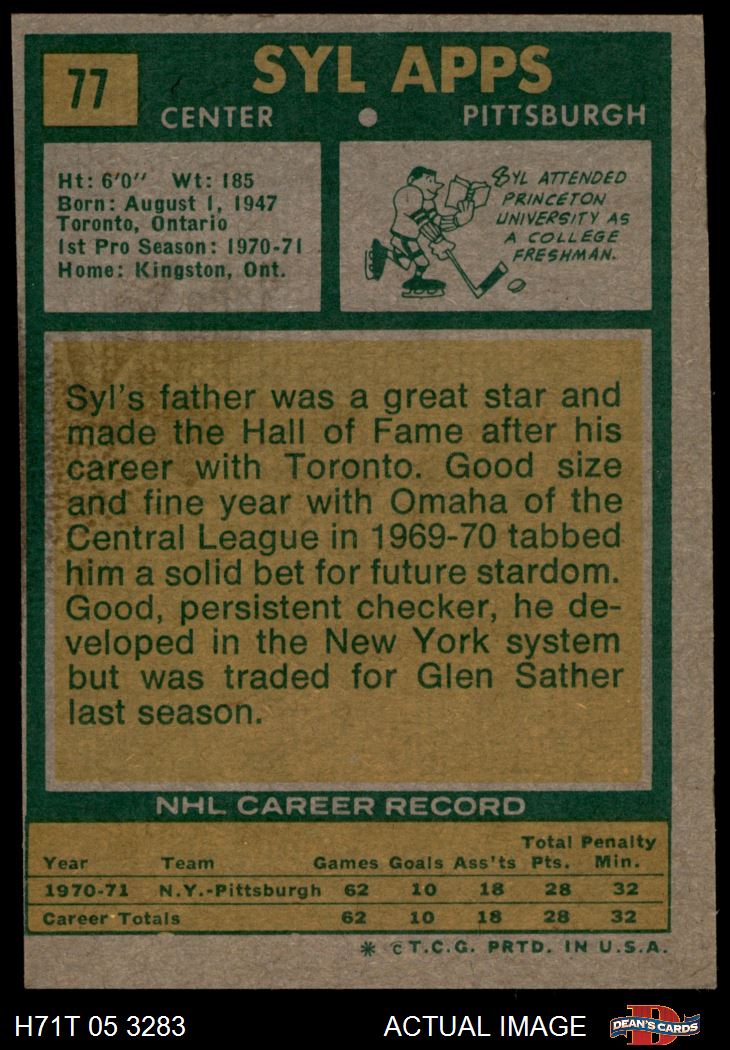 77
SYL APPS
CENTER • PITTSBURGH
Ht: 6'0'' Wt: 185
Born: August 1, 1947
Toronto, Ontario
1st Pro Season: 1970-71
Home: Kingston, Ont.
SYL ATTENDED
PRINCETON
UNIVERSITY AS
A COLLEGE
FRESHMAN.
Syl's father was a great star and
made the Hall of Fame after his
career with Toronto. Good size
and fine year with Omaha of the
Central League in 1969-70 tabbed
him a solid bet for future stardom.
Good, persistent checker, he de-
veloped in the New York system
but was traded for Glen Sather
last season.
NHL CAREER RECORD
Total Penalty
Year Team Games Goals Ass'ts Pts. Min.
1970-71 N.Y.-Pittsburgh 62 10 18 28 32
Career Totals 62 10 18 28 32
* © T.C.G. PRTD. IN U.S.A.
H71T 05 3283 ACTUAL IMAGE
D
DEAN'S CARDS